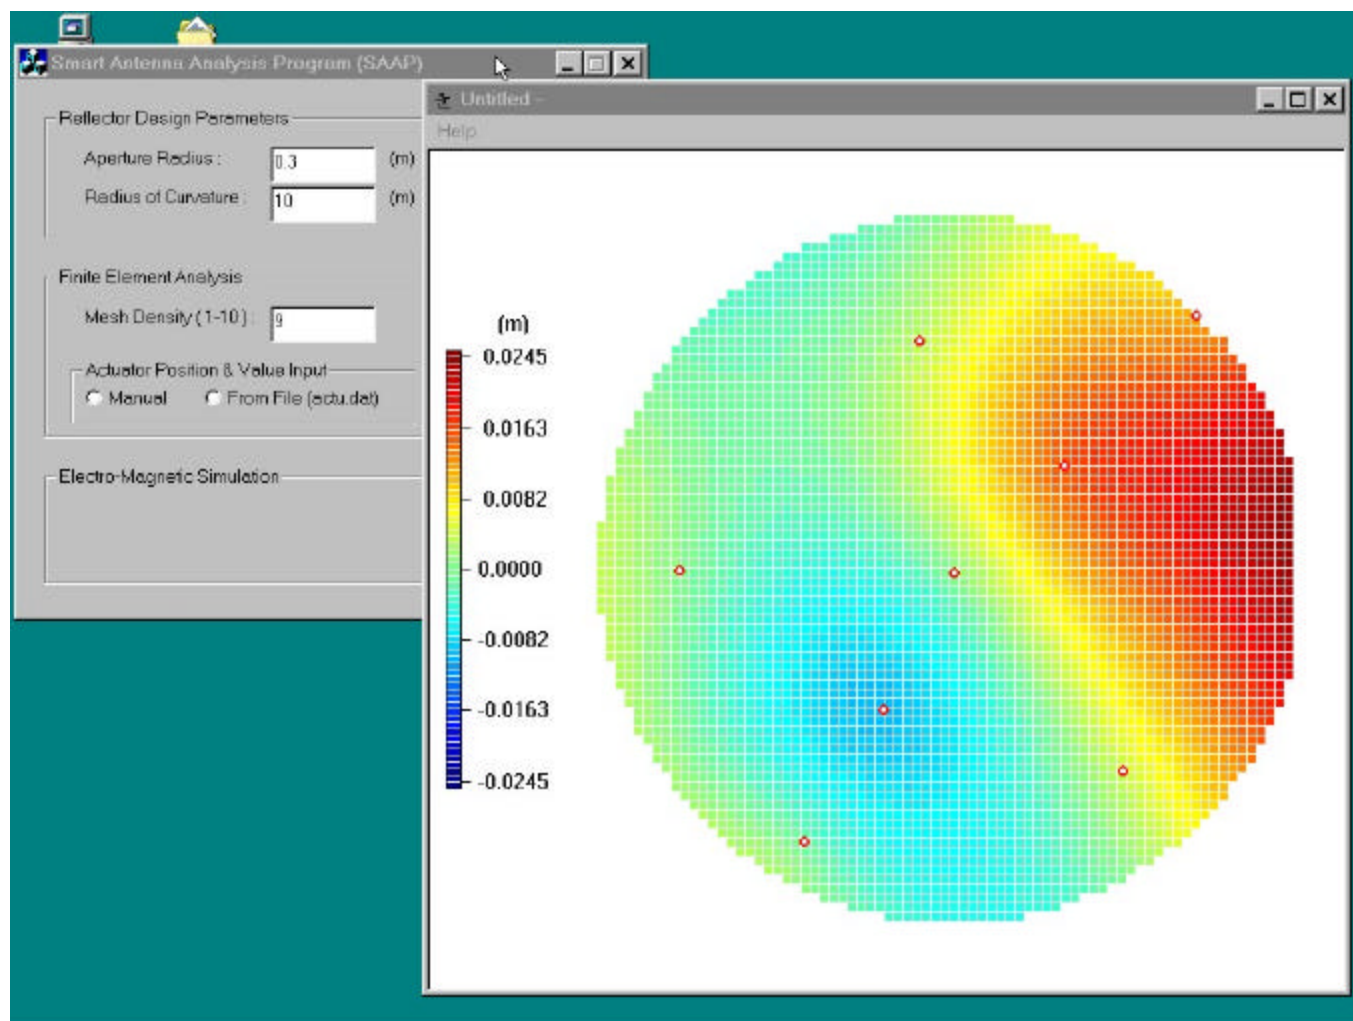 Smart Antenna Analysis Program (SAAP)
Untitled -
Help
Reflector Design Parameters
Aperture Radius : 0.3 (m)
Radius of Curvature : 10 (m)
Finite Element Analysis
Mesh Density ( 1-10 ) : 9
Actuator Position & Value Input
Manual From File (actu.dat)
Electro-Magnetic Simulation
(m)
0.0245
0.0163
0.0082
0.0000
-0.0082
-0.0163
-0.0245